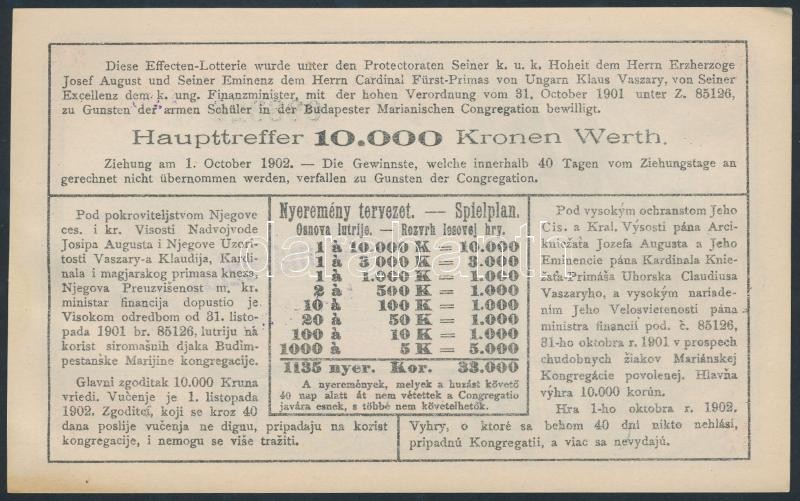 Diese Effecten-Lotterie wurde unter den Protectoraten Seiner k. u. k. Hoheit dem Herrn Erzherzoge
Josef August und Seiner Eminenz dem Herrn Cardinal Fürst-Primas von Ungarn Klaus Vaszary, von Seiner
Excellenz dem k. ung. Finanzminister, mit der hohen Verordnung vom 31. October 1901 unter Z. 85126,
zu Gunsten der armen Schüler in der Budapester Marianischen Congregation bewilligt.
Haupttreffer 10.000 Kronen Werth.
Ziehung am 1. October 1902. — Die Gewinnste, welche innerhalb 40 Tagen vom Ziehungstage an
gerechnet nicht übernommen werden, verfallen zu Gunsten der Congregation.
Pod pokroviteljstvom Njegove
ces. i kr. Visosti Nadvojvode
Josipa Augusta i Njegove Uzori-
tosti Vaszary-a Klaudija, Kardi-
nala i magjarskog primasa kneza,
Njegova Preuzvišenost m. kr.
ministar financija dopustio je
Visokom odredbom od 31. listo-
pada 1901 br. 85126, lutriju na
korist siromašnih djaka Budim-
pestanške Marijine kongregacije.
Glavni zgoditak 10.000 Kruna
vriedi. Vučenje je 1. listopada
1902. Zgoditci, koji se kroz 40
dana poslije vučenja ne dignu, pripadaju na korist
kongregacije, i nemogu se više tražiti.
Nyeremény tervezet. — Spielplan.
Osnova lutrije. — Rozvrh losovej hry.
1 à 10.000 K = 10.000
1 à 3.000 K = 3.000
1 à 1.000 K = 1.000
2 à 500 K = 1.000
10 à 100 K = 1.000
20 à 50 K = 1.000
100 à 10 K = 1.000
1000 à 5 K = 5.000
1135 nyer. Kor. 23.000
A nyeremények, melyek a huzást követő
40 nap alatt át nem vétettek a Congregatio
javára esnek, s többé nem követelhetők.
Pod vysokým ochranstom Jeho
Cis. a Kral. Výsosti pána Arci-
kniežaťa Jozefa Augusta a Jeho
Eminencie pána Kardinala Knie-
žaťa-Primáša Uhorska Claudiusa
Vaszaryho, a vysokým nariade-
ním Jeho Velosvietenosti pána
ministra financií pod. č. 85126,
31-ho oktobra r. 1901 v prospech
chudobných žiakov Mariánskej
Kongregácie povolenej. Hlavňa
výhra 10.000 korún.
Hra 1-ho oktobra r. 1902.
Vyhry, o ktoré sa behom 40 dní nikto nehlási,
pripadnú Kongregatii, a viac sa nevydajú.
darabanth